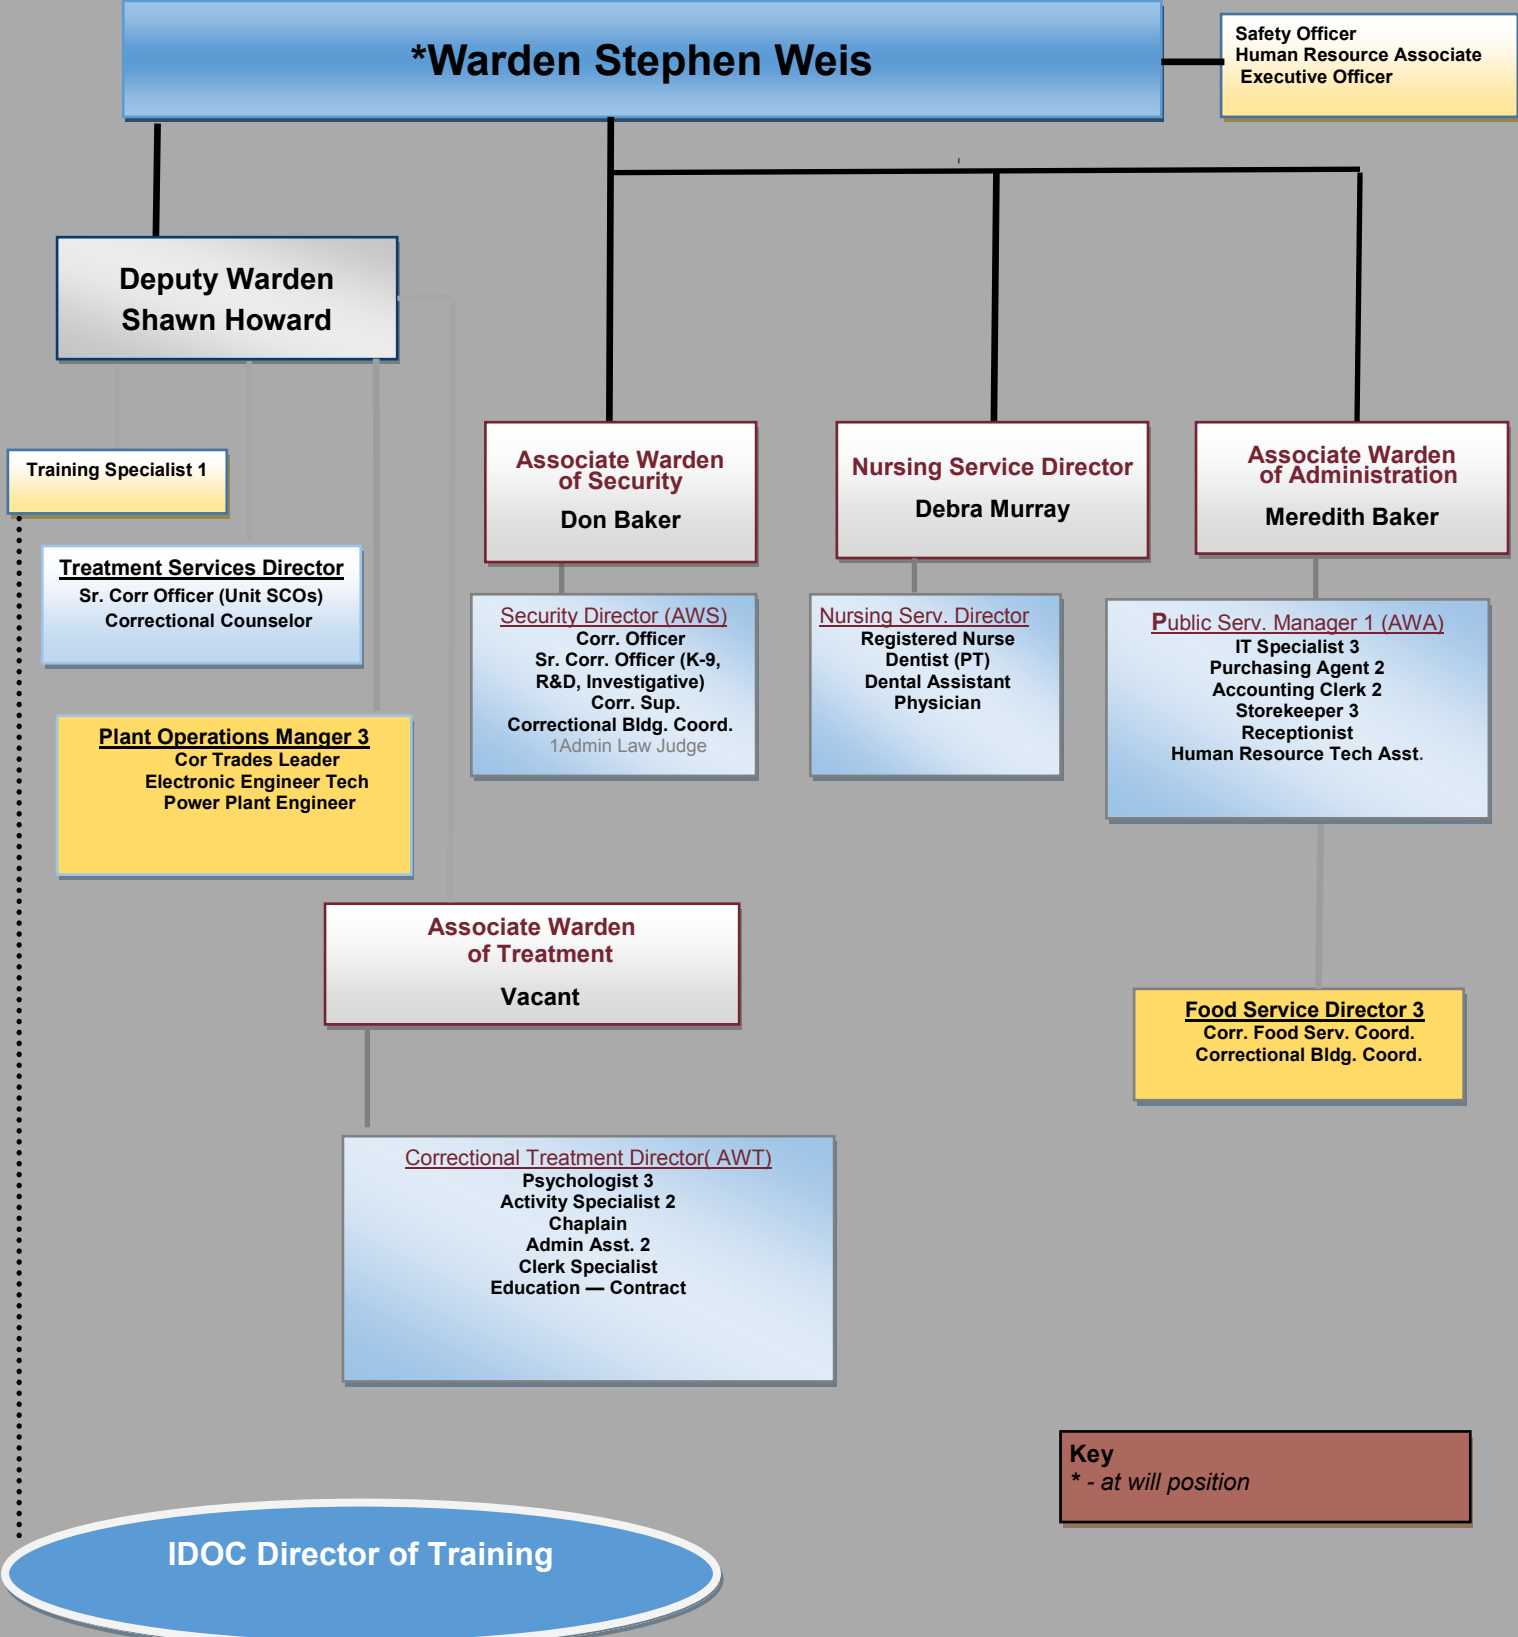 *Warden Stephen Weis
Safety Officer
Human Resource Associate
Executive Officer
Deputy Warden
Shawn Howard
Training Specialist 1
Treatment Services Director
Sr. Corr Officer (Unit SCOs)
Correctional Counselor
Plant Operations Manger 3
Cor Trades Leader
Electronic Engineer Tech
Power Plant Engineer
Associate Warden
of Security
Don Baker
Security Director (AWS)
Corr. Officer
Sr. Corr. Officer (K-9,
R&D, Investigative)
Corr. Sup.
Correctional Bldg. Coord.
1Admin Law Judge
Nursing Service Director
Debra Murray
Nursing Serv. Director
Registered Nurse
Dentist (PT)
Dental Assistant
Physician
Associate Warden
of Administration
Meredith Baker
Public Serv. Manager 1 (AWA)
IT Specialist 3
Purchasing Agent 2
Accounting Clerk 2
Storekeeper 3
Receptionist
Human Resource Tech Asst.
Associate Warden
of Treatment
Vacant
Food Service Director 3
Corr. Food Serv. Coord.
Correctional Bldg. Coord.
Correctional Treatment Director( AWT)
Psychologist 3
Activity Specialist 2
Chaplain
Admin Asst. 2
Clerk Specialist
Education — Contract
Key
* - at will position
IDOC Director of Training